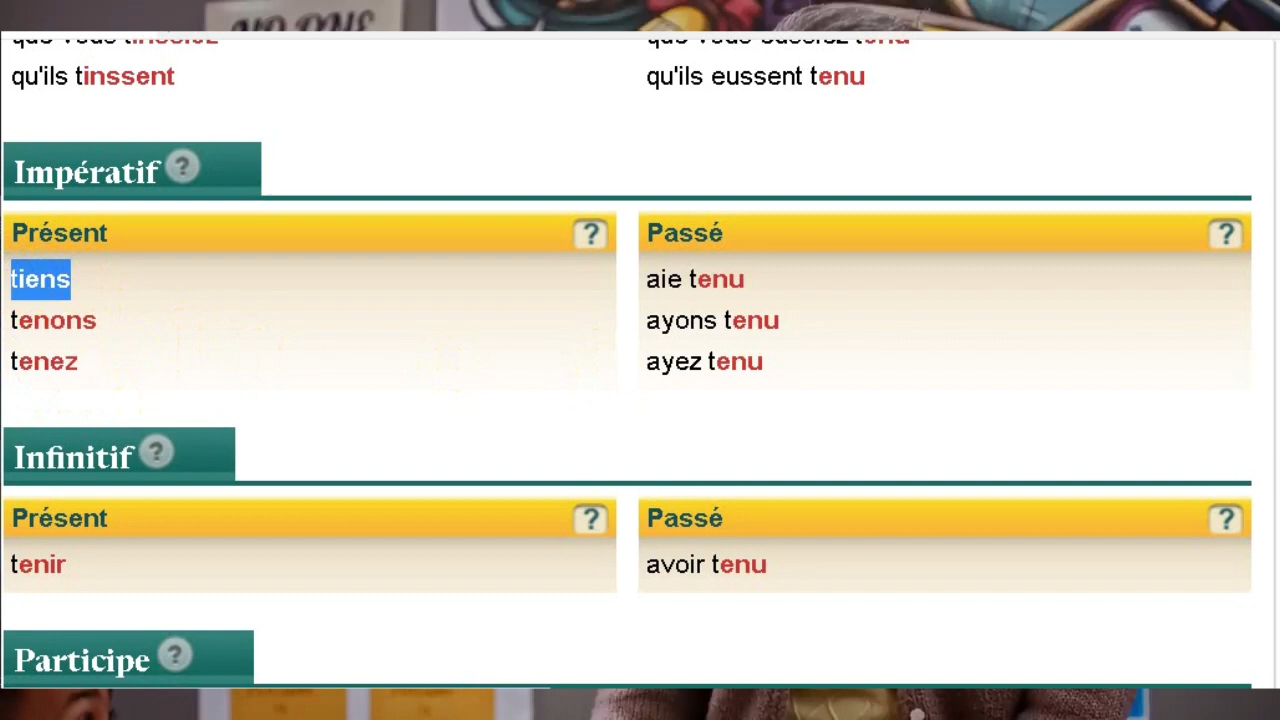 qu'ils tinssent
qu'ils eussent tenu
Impératif ?
Présent ?
tiens
tenons
tenez
Passé ?
aie tenu
ayons tenu
ayez tenu
Infinitif ?
Présent ?
tenir
Passé ?
avoir tenu
Participe ?